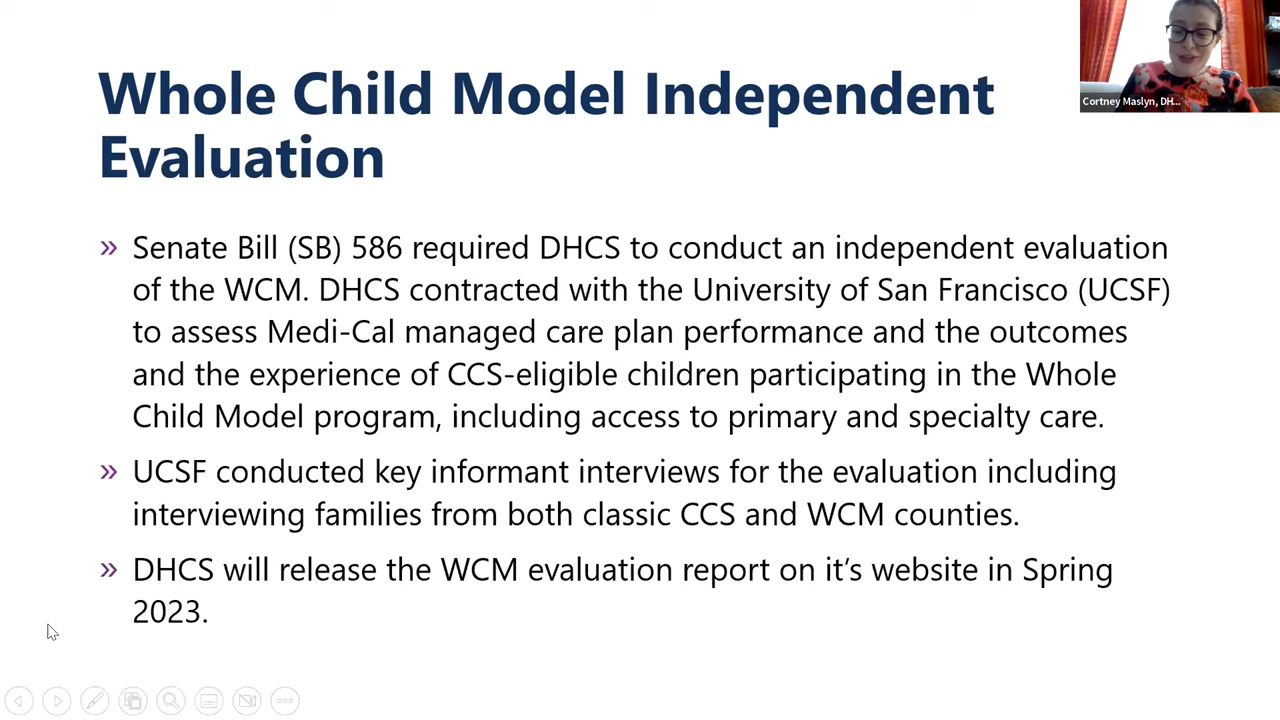 Whole Child Model Independent
Evaluation
Cortney Maslyn, DH...
» Senate Bill (SB) 586 required DHCS to conduct an independent evaluation
of the WCM. DHCS contracted with the University of San Francisco (UCSF)
to assess Medi-Cal managed care plan performance and the outcomes
and the experience of CCS-eligible children participating in the Whole
Child Model program, including access to primary and specialty care.
» UCSF conducted key informant interviews for the evaluation including
interviewing families from both classic CCS and WCM counties.
» DHCS will release the WCM evaluation report on it’s website in Spring
2023.